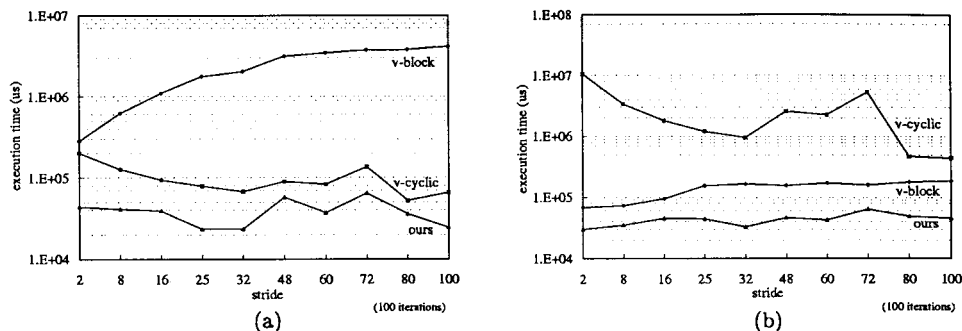 1.E+07
1.E+06
1.E+05
1.E+04
execution time (us)
v-block
v-cyclic
ours
2 8 16 25 32 48 60 72 80 100
stride
(100 iterations)
(a)
1.E+08
1.E+07
1.E+06
1.E+05
1.E+04
execution time (us)
v-cyclic
v-block
ours
2 8 16 25 32 48 60 72 80 100
stride
(100 iterations)
(b)